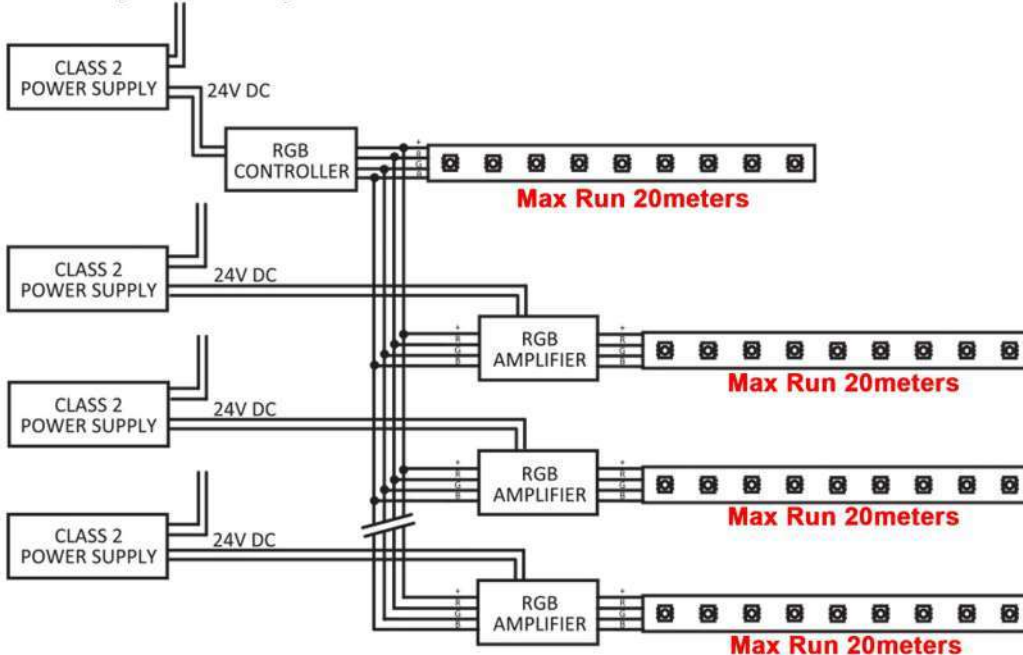 CLASS 2
POWER SUPPLY
24V DC
RGB
CONTROLLER
+
R
G
B
Max Run 20meters
CLASS 2
POWER SUPPLY
24V DC
+
R
G
B
RGB
AMPLIFIER
+
R
G
B
Max Run 20meters
CLASS 2
POWER SUPPLY
24V DC
+
R
G
B
RGB
AMPLIFIER
+
R
G
B
Max Run 20meters
CLASS 2
POWER SUPPLY
24V DC
+
R
G
B
RGB
AMPLIFIER
+
R
G
B
Max Run 20meters